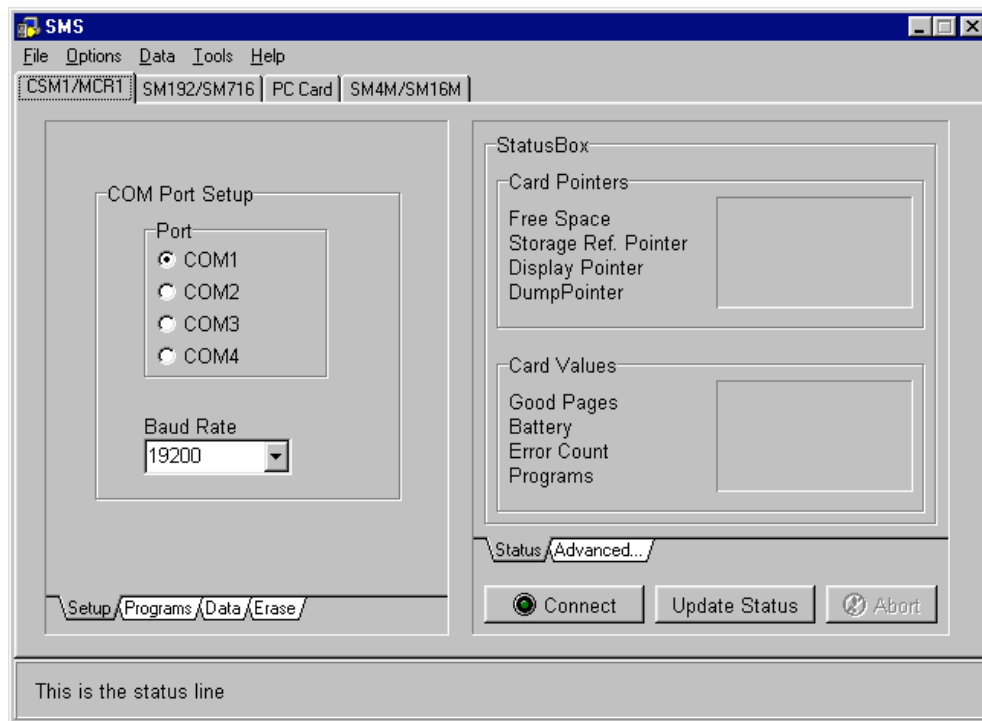 SMS
File Options Data Tools Help
CSM1/MCR1 SM192/SM716 PC Card SM4M/SM16M
COM Port Setup
Port
COM1
COM2
COM3
COM4
Baud Rate
19200
Setup Programs Data Erase
StatusBox
Card Pointers
Free Space
Storage Ref. Pointer
Display Pointer
DumpPointer
Card Values
Good Pages
Battery
Error Count
Programs
Status Advanced...
Connect Update Status Abort
This is the status line